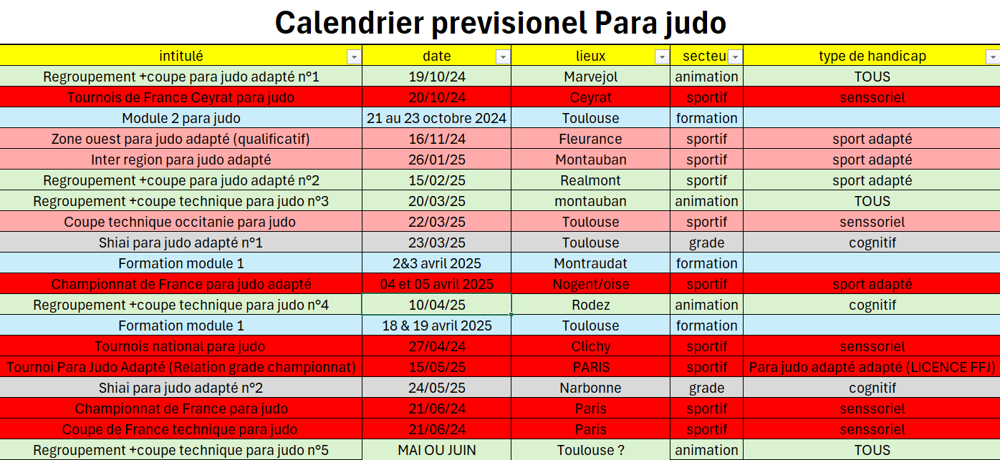 Calendrier previsionel Para judo
intitulé date lieux secteu type de handicap
Regroupement +coupe para judo adapté n°1 19/10/24 Marvejol animation TOUS
Tournois de France Ceyrat para judo 20/10/24 Ceyrat sportif senssoriel
Module 2 para judo 21 au 23 octobre 2024 Toulouse formation
Zone ouest para judo adapté (qualificatif) 16/11/24 Fleurance sportif sport adapté
Inter region para judo adapté 26/01/25 Montauban sportif sport adapté
Regroupement +coupe para judo adapté n°2 15/02/25 Realmont sportif sport adapté
Regroupement +coupe technique para judo n°3 20/03/25 montauban animation TOUS
Coupe technique occitanie para judo 22/03/25 Toulouse sportif senssoriel
Shiai para judo adapté n°1 23/03/25 Toulouse grade cognitif
Formation module 1 2&3 avril 2025 Montraudat formation
Championnat de France para judo adapté 04 et 05 avril 2025 Nogent/oise sportif sport adapté
Regroupement +coupe technique para judo n°4 10/04/25 Rodez animation cognitif
Formation module 1 18 & 19 avril 2025 Toulouse formation
Tournois national para judo 27/04/24 Clichy sportif senssoriel
Tournoi Para Judo Adapté (Relation grade championnat) 15/05/25 PARIS sportif Para judo adapté adapté (LICENCE FFJ)
Shiai para judo adapté n°2 24/05/25 Narbonne grade cognitif
Championnat de France para judo 21/06/24 Paris sportif senssoriel
Coupe de France technique para judo 21/06/24 Paris sportif senssoriel
Regroupement +coupe technique para judo n°5 MAI OU JUIN Toulouse ? animation TOUS